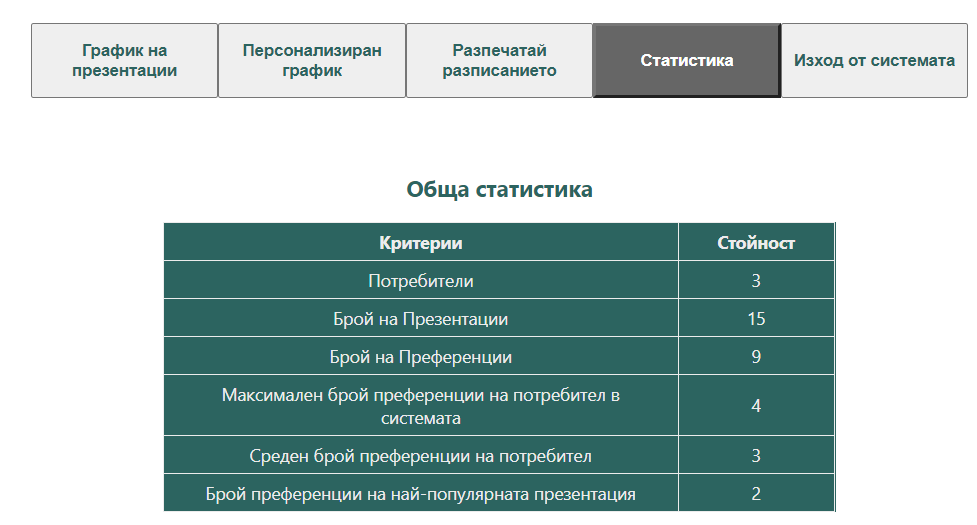 График на
презентации
Персонализиран
график
Разпечатай
разписанието
Статистика
Изход от системата
Обща статистика
Критерии Стойност
Потребители 3
Брой на Презентации 15
Брой на Преференции 9
Максимален брой преференции на потребител в
системата 4
Среден брой преференции на потребител 3
Брой преференции на най-популярната презентация 2